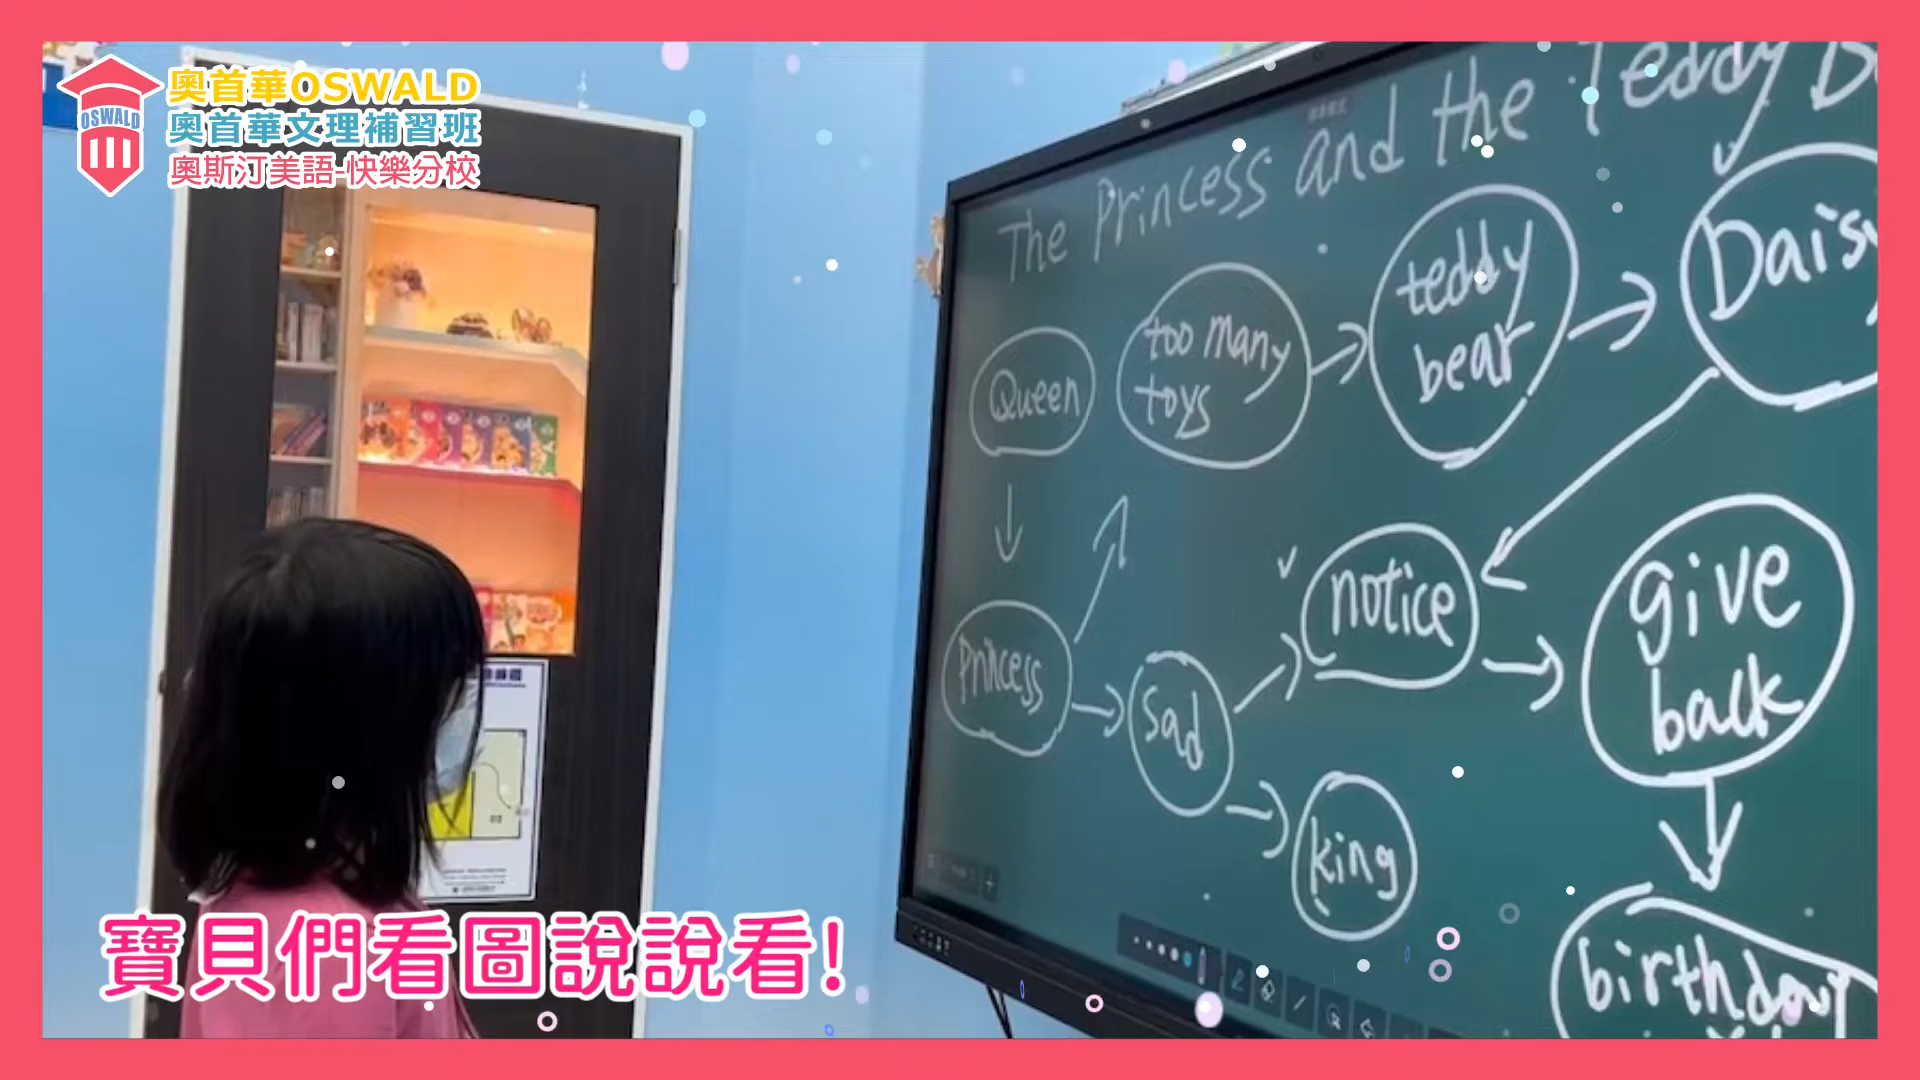 奧首華OSWALD
奧首華文理補習班
奧斯汀美語-快樂分校
OSWALD
The Princess and the Teddy
Queen
too many
toys
teddy
bear
Daisy
Princess
sad
notice
give
back
king
birthday
寶貝們看圖說說看!